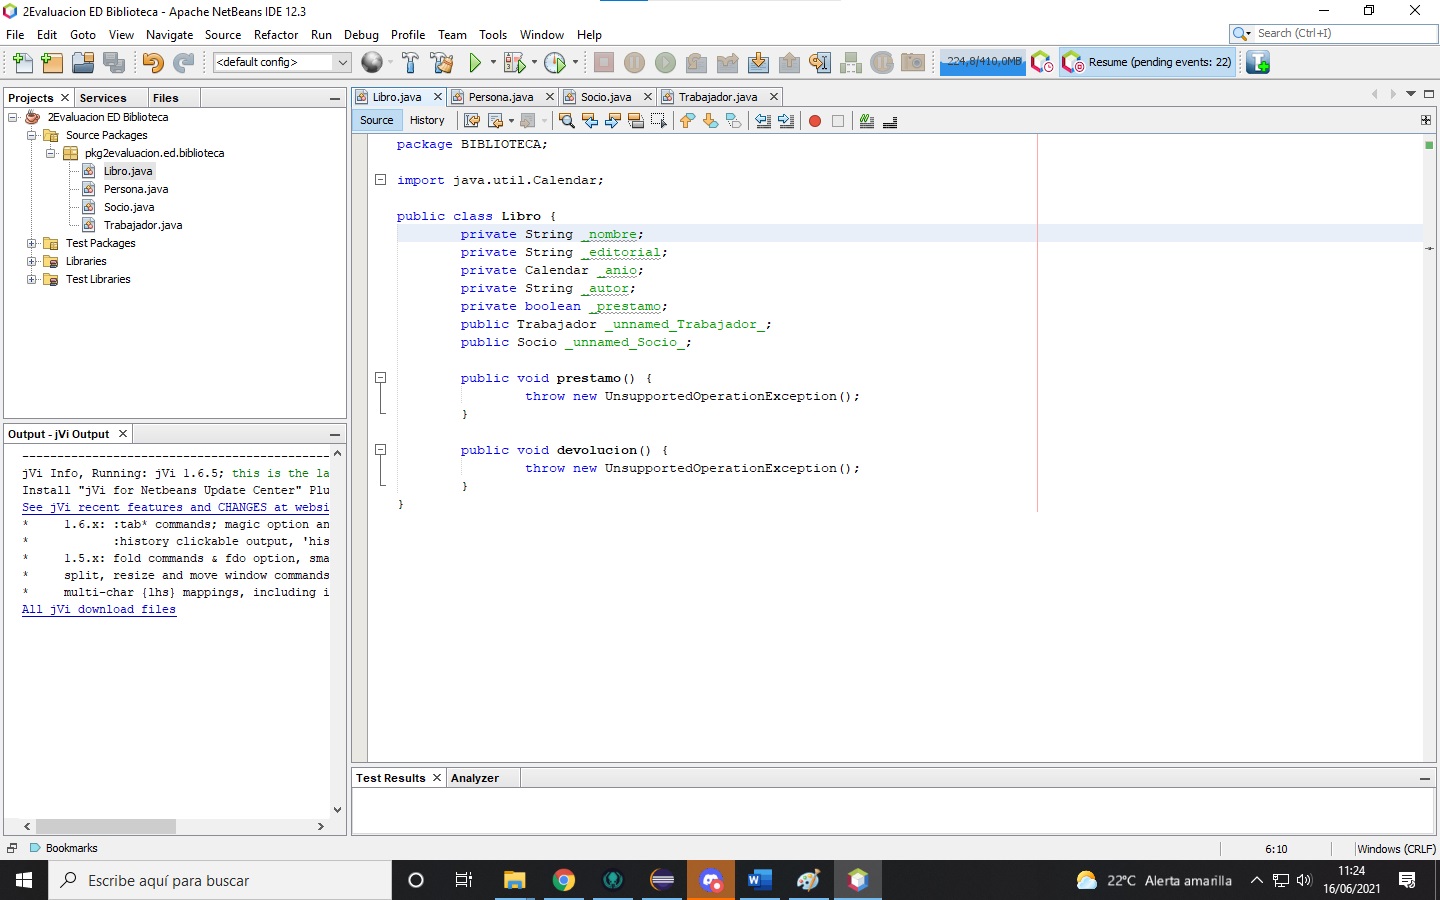 2Evaluacion ED Biblioteca - Apache NetBeans IDE 12.3
File Edit Goto View Navigate Source Refactor Run Debug Profile Team Tools Window Help
Search (Ctrl+I)
<default config>
224,8/410,0MB
Resume (pending events: 22)
Projects Services Files
2Evaluacion ED Biblioteca
Source Packages
pkg2evaluacion.ed.biblioteca
Libro.java
Persona.java
Socio.java
Trabajador.java
Test Packages
Libraries
Test Libraries
Output - jVi Output
--------------------------------------------
jVi Info, Running: jVi 1.6.5; this is the la
Install "jVi for Netbeans Update Center" Plu
See jVi recent features and CHANGES at websi
* 1.6.x: :tab* commands; magic option an
* :history clickable output, 'his
* 1.5.x: fold commands & fdo option, sma
* split, resize and move window commands
* multi-char {lhs} mappings, including i
All jVi download files
Libro.java Persona.java Socio.java Trabajador.java
Source History
package BIBLIOTECA;
import java.util.Calendar;
public class Libro {
private String _nombre;
private String _editorial;
private Calendar _anio;
private String _autor;
private boolean _prestamo;
public Trabajador _unnamed_Trabajador_;
public Socio _unnamed_Socio_;
public void prestamo() {
throw new UnsupportedOperationException();
}
public void devolucion() {
throw new UnsupportedOperationException();
}
}
Test Results Analyzer
Bookmarks
6:10
Windows (CRLF)
Escribe aquí para buscar
22°C Alerta amarilla
11:24
16/06/2021